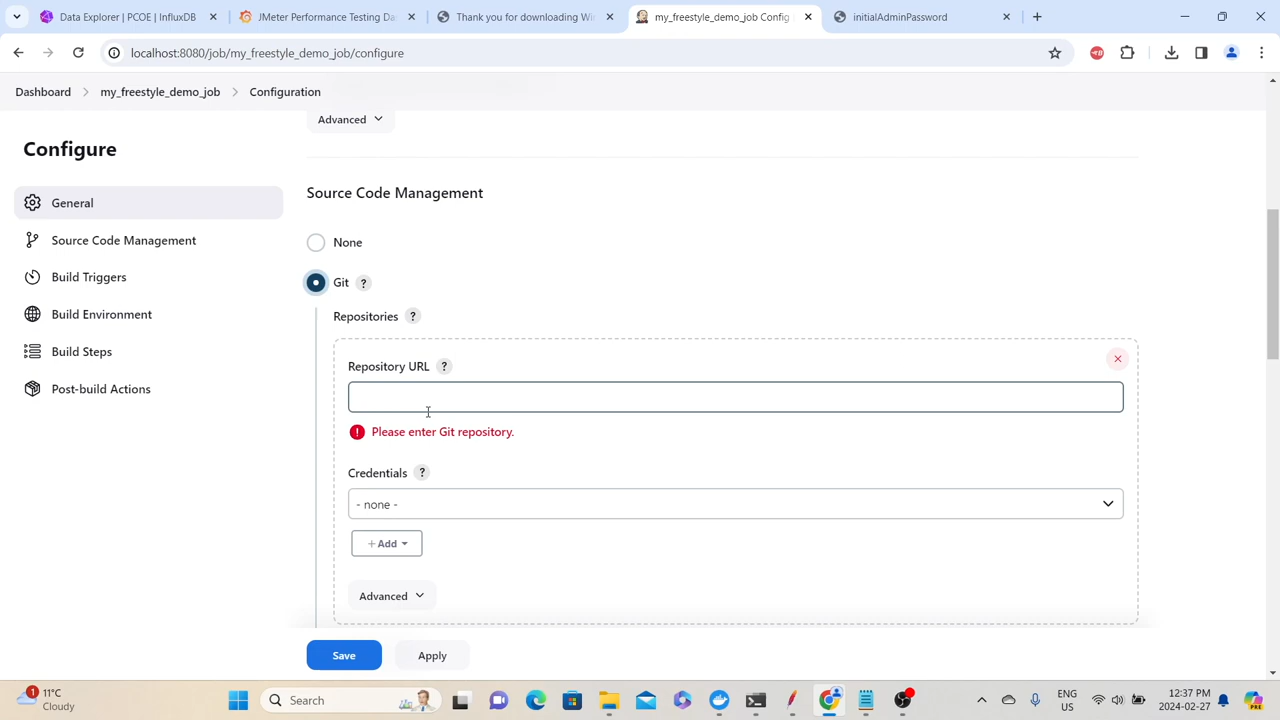 Data Explorer | PCOE | InfluxDB
JMeter Performance Testing Da
Thank you for downloading Wi
my_freestyle_demo_job Config
initialAdminPassword
localhost:8080/job/my_freestyle_demo_job/configure
Dashboard
my_freestyle_demo_job
Configuration
Advanced
Configure
General
Source Code Management
Build Triggers
Build Environment
Build Steps
Post-build Actions
Source Code Management
None
Git ?
Repositories ?
Repository URL ?
Please enter Git repository.
Credentials ?
- none -
+ Add
Advanced
Save
Apply
1
11°C
Cloudy
Search
ENG
US
12:37 PM
2024-02-27